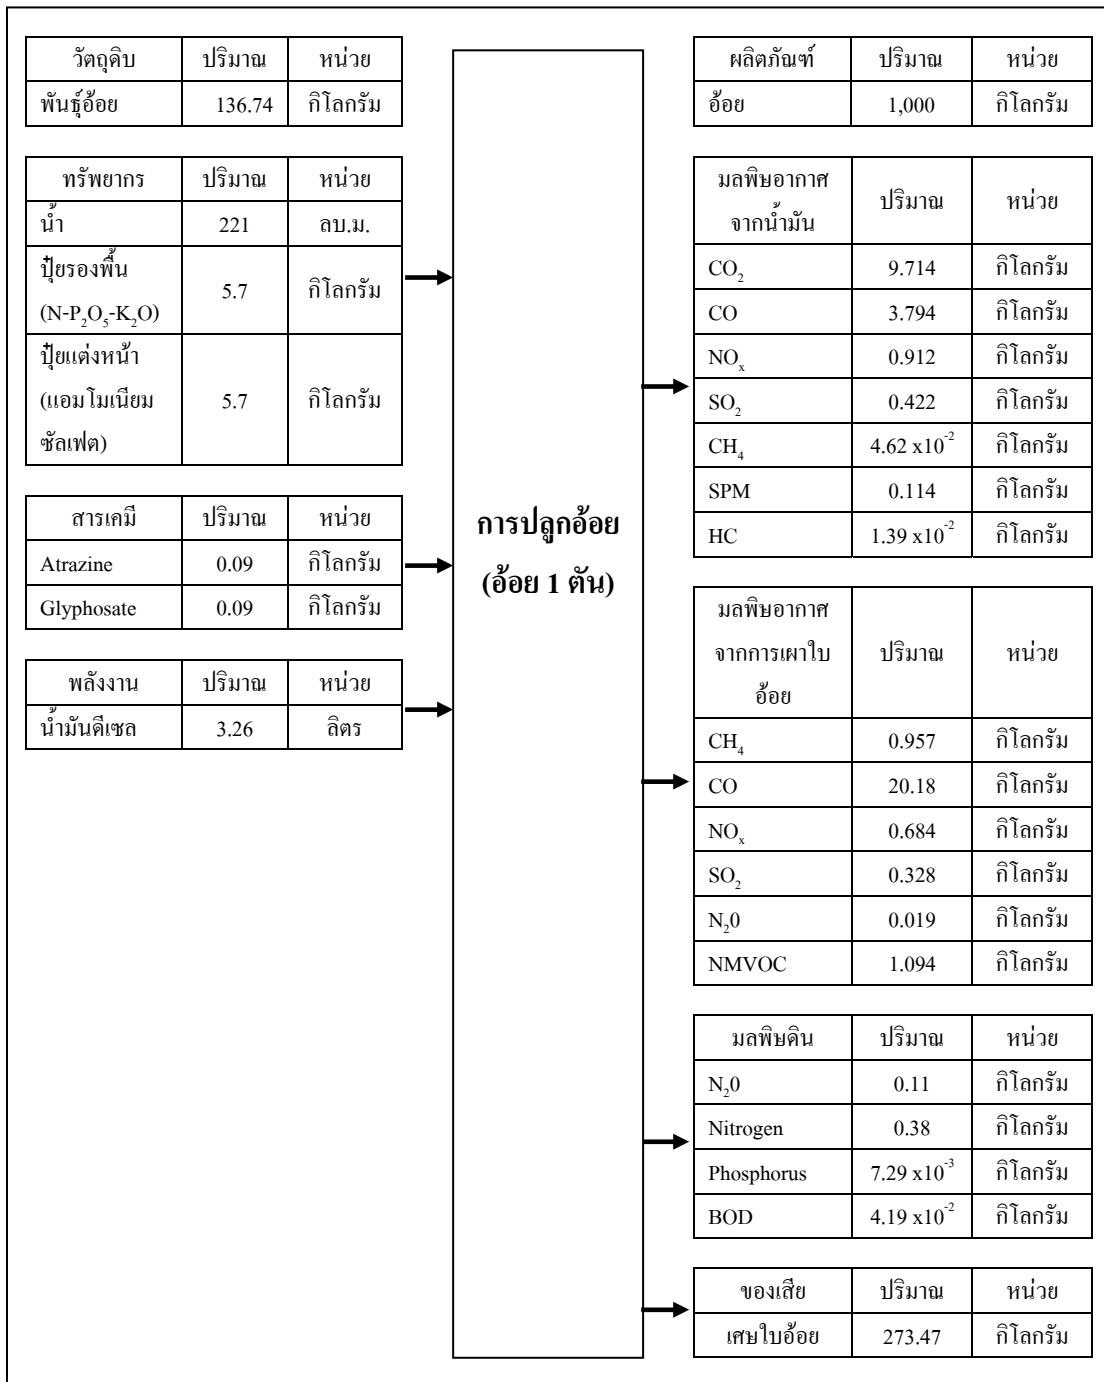 วัตถุดิบ ปริมาณ หน่วย
พันธุ์อ้อย 136.74 กิโลกรัม
ทรัพยากร ปริมาณ หน่วย
น้ำ 221 ลบ.ม.
ปุ๋ยรองพื้น
(N-P₂O₅-K₂O) 5.7 กิโลกรัม
ปุ๋ยแต่งหน้า
(แอมโมเนียม 5.7 กิโลกรัม
ซัลเฟต)
สารเคมี ปริมาณ หน่วย
Atrazine 0.09 กิโลกรัม
Glyphosate 0.09 กิโลกรัม
พลังงาน ปริมาณ หน่วย
น้ำมันดีเซล 3.26 ลิตร
การปลูกอ้อย
(อ้อย 1 ตัน)
ผลิตภัณฑ์ ปริมาณ หน่วย
อ้อย 1,000 กิโลกรัม
มลพิษอากาศ
จากน้ำมัน ปริมาณ หน่วย
CO₂ 9.714 กิโลกรัม
CO 3.794 กิโลกรัม
NOₓ 0.912 กิโลกรัม
SO₂ 0.422 กิโลกรัม
CH₄ 4.62 x10⁻² กิโลกรัม
SPM 0.114 กิโลกรัม
HC 1.39 x10⁻² กิโลกรัม
มลพิษอากาศ
จากการเผาใบ ปริมาณ หน่วย
อ้อย
CH₄ 0.957 กิโลกรัม
CO 20.18 กิโลกรัม
NOₓ 0.684 กิโลกรัม
SO₂ 0.328 กิโลกรัม
N₂0 0.019 กิโลกรัม
NMVOC 1.094 กิโลกรัม
มลพิษดิน ปริมาณ หน่วย
N₂0 0.11 กิโลกรัม
Nitrogen 0.38 กิโลกรัม
Phosphorus 7.29 x10⁻³ กิโลกรัม
BOD 4.19 x10⁻² กิโลกรัม
ของเสีย ปริมาณ หน่วย
เศษใบอ้อย 273.47 กิโลกรัม